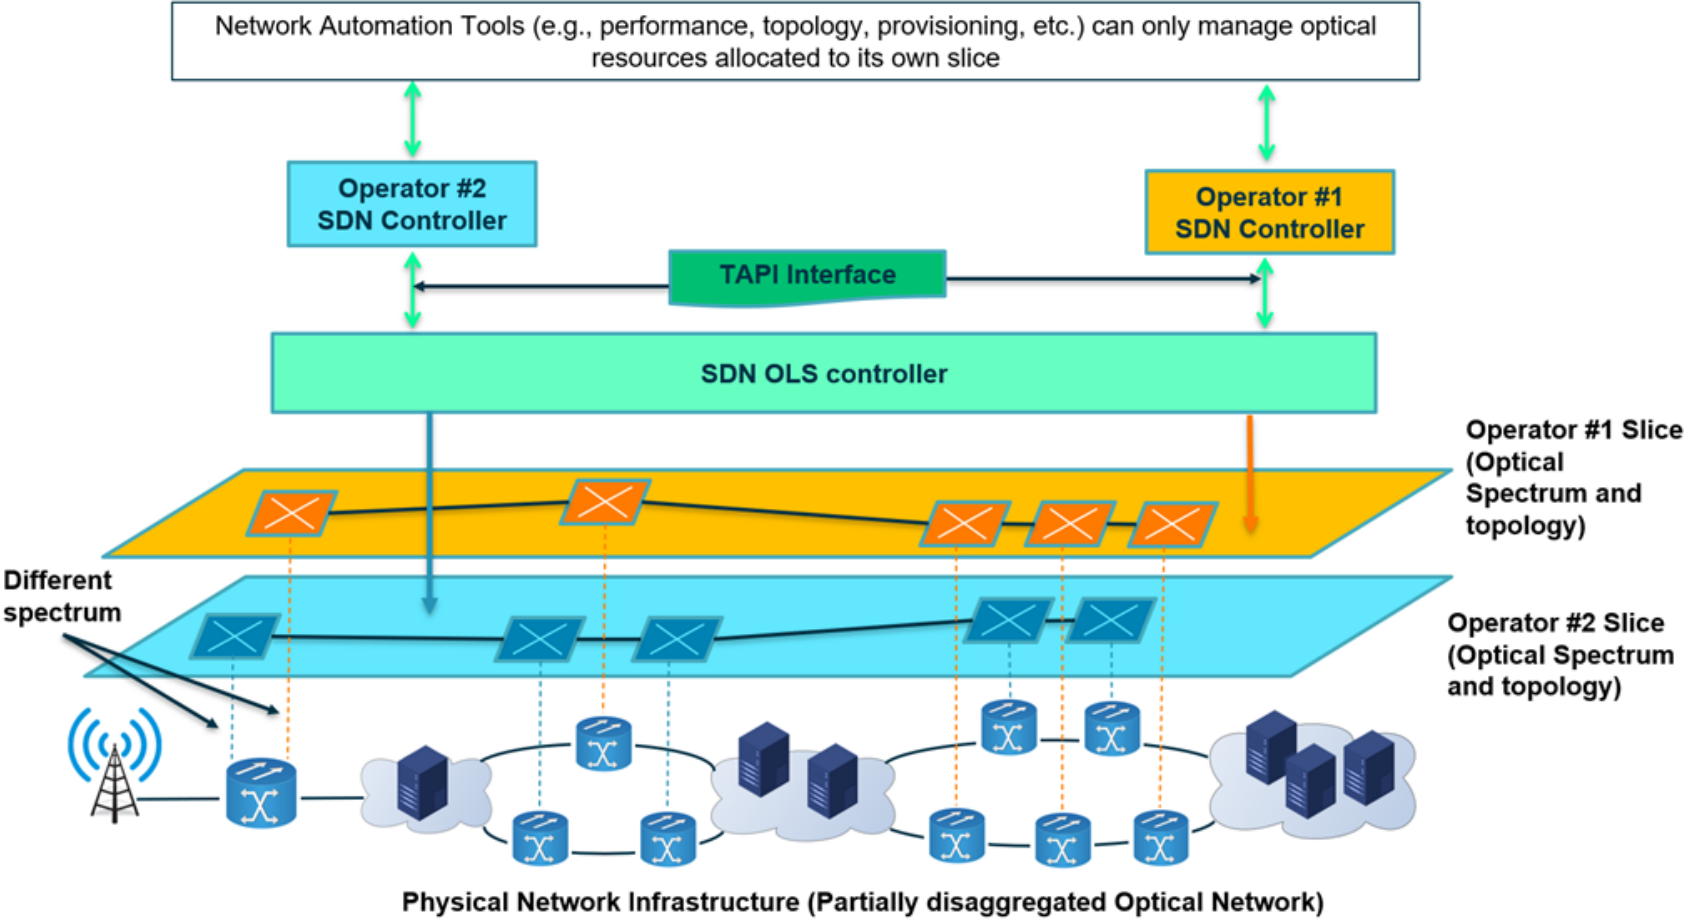 Network Automation Tools (e.g., performance, topology, provisioning, etc.) can only manage optical
resources allocated to its own slice
Operator #2
SDN Controller
Operator #1
SDN Controller
TAPI Interface
SDN OLS controller
Operator #1 Slice
(Optical
Spectrum and
topology)
Different
spectrum
Operator #2 Slice
(Optical Spectrum
and topology)
Physical Network Infrastructure (Partially disaggregated Optical Network)